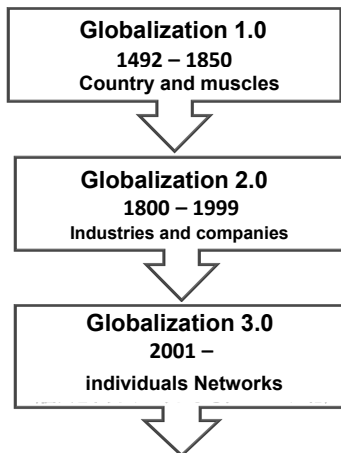 Globalization 1.0
1492 – 1850
Country and muscles
Globalization 2.0
1800 – 1999
Industries and companies
Globalization 3.0
2001 –
individuals Networks